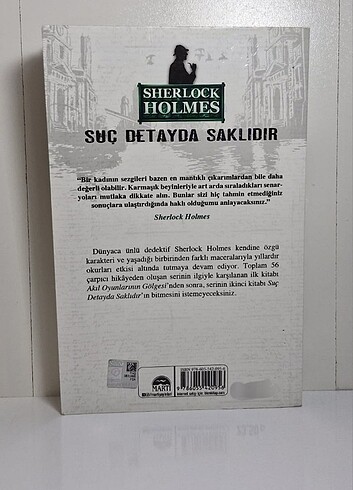 SHERLOCK
HOLMES
SUÇ DETAYDA SAKLIDIR
"Bir kadının sezgileri bazen en mantıklı çıkarımlardan bile daha
değerli olabilir. Karmaşık beyinleriyle art arda sıraladıkları senar-
yoları mutlaka dikkate alın. Bunlar sizi hiç tahmin etmediğiniz
sonuçlara ulaştırdığında haklı olduğumu anlayacaksınız."
Sherlock Holmes
Dünyaca ünlü dedektif Sherlock Holmes kendine özgü
karakteri ve yaşadığı birbirinden farklı maceralarıyla yıllardır
okurları etkisi altında tutmaya devam ediyor. Toplam 56
çarpıcı hikâyeden oluşan serinin ilgiyle karşılanan ilk kitabı
Akıl Oyunlarının Gölgesi'nden sonra, serinin ikinci kitabı Suç
Detayda Saklıdır'ın bitmesini istemeyeceksiniz.
MARTI
9 786055 420956